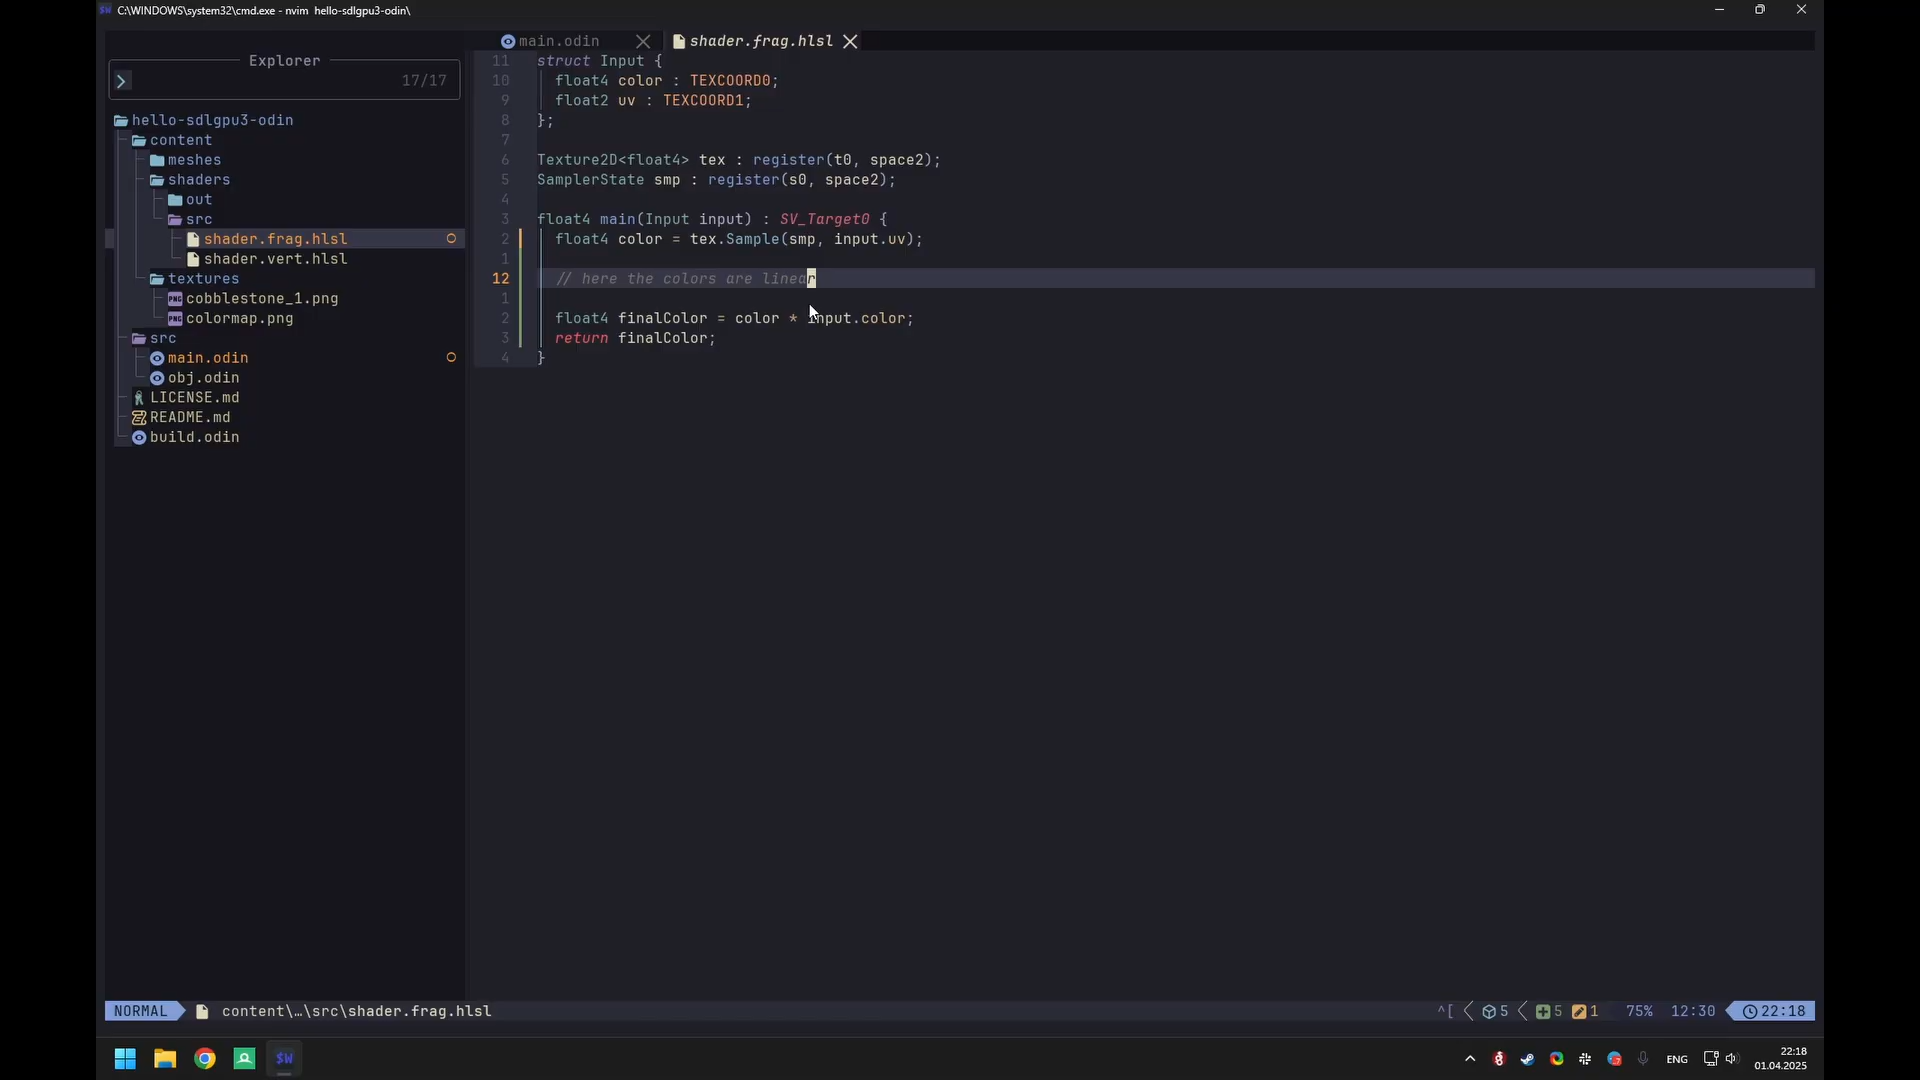 C:\WINDOWS\system32\cmd.exe - nvim hello-sdlgpu3-odin\
main.odin
shader.frag.hlsl
Explorer
17/17
hello-sdlgpu3-odin
content
meshes
shaders
out
src
shader.frag.hlsl
shader.vert.hlsl
textures
cobblestone_1.png
colormap.png
src
main.odin
obj.odin
LICENSE.md
README.md
build.odin
11 struct Input {
10 float4 color : TEXCOORD0;
9 float2 uv : TEXCOORD1;
8 };
7
6 Texture2D<float4> tex : register(t0, space2);
5 SamplerState smp : register(s0, space2);
4
3 float4 main(Input input) : SV_Target0 {
2 float4 color = tex.Sample(smp, input.uv);
1
12 // here the colors are linear
1
2 float4 finalColor = color * input.color;
3 return finalColor;
4 }
NORMAL content\…\src\shader.frag.hlsl ^[ 5 5 1 75% 12:30 22:18
$W ENG 22:18
01.04.2025